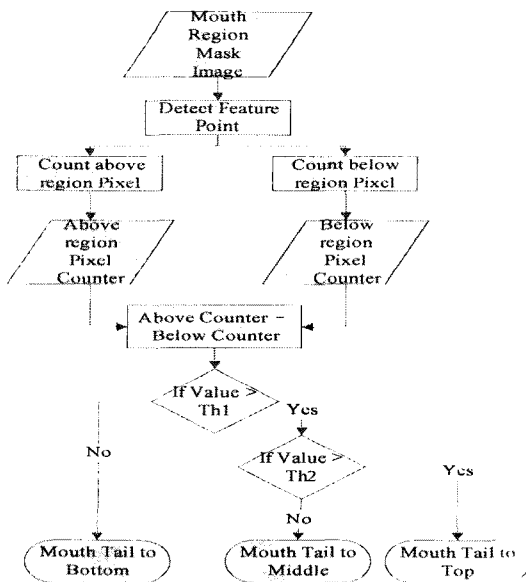 Mouth
Region
Mask
Image
Detect Feature
Point
Count above
region Pixel
Count below
region Pixel
Above
region
Pixel
Counter
Below
region
Pixel
Counter
Above Counter -
Below Counter
If Value >
Th1
Yes
No
If Value >
Th2
Yes
No
Mouth Tail to
Bottom
Mouth Tail to
Middle
Mouth Tail to
Top